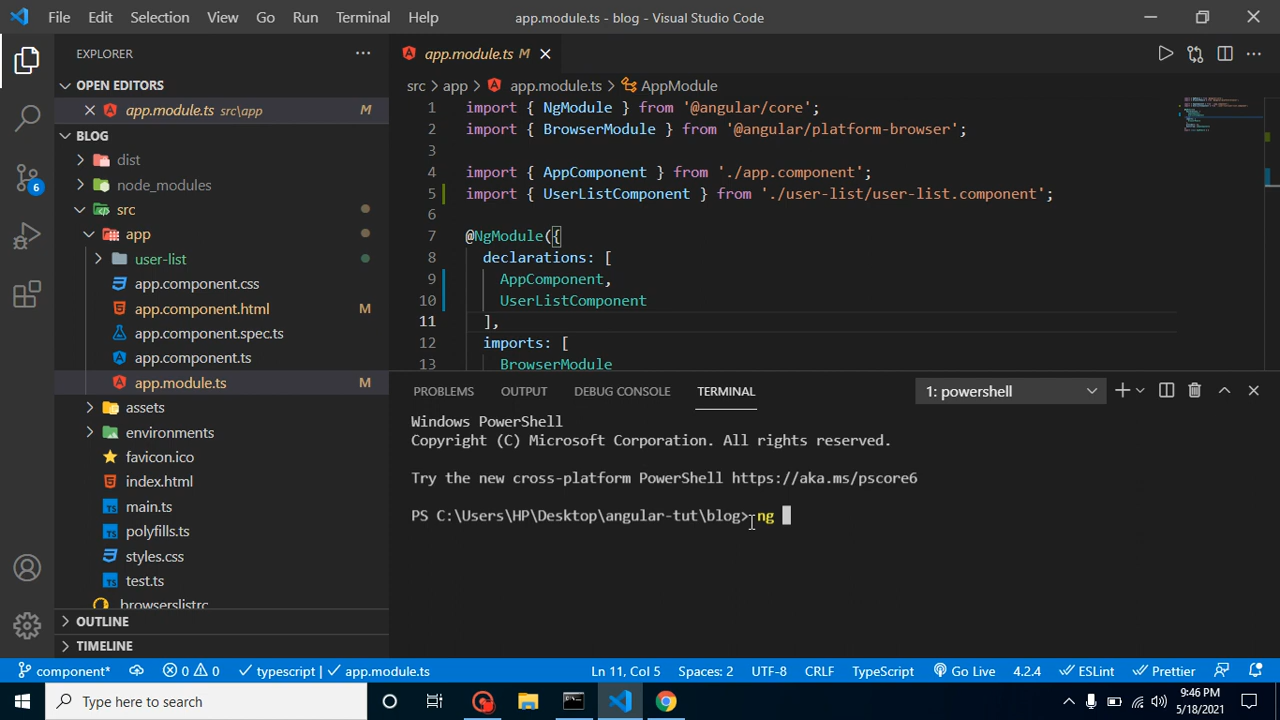 File Edit Selection View Go Run Terminal Help app.module.ts - blog - Visual Studio Code
EXPLORER
OPEN EDITORS
app.module.ts src\app M
BLOG
dist
node_modules
src
app
user-list
app.component.css
app.component.html M
app.component.spec.ts
app.component.ts
app.module.ts M
assets
environments
favicon.ico
index.html
main.ts
polyfills.ts
styles.css
test.ts
browserslistrc
OUTLINE
TIMELINE
6
app.module.ts M
src > app > app.module.ts > AppModule
1 import { NgModule } from '@angular/core';
2 import { BrowserModule } from '@angular/platform-browser';
3
4 import { AppComponent } from './app.component';
5 import { UserListComponent } from './user-list/user-list.component';
6
7 @NgModule({
8 declarations: [
9 AppComponent,
10 UserListComponent
11 ],
12 imports: [
13 BrowserModule
PROBLEMS OUTPUT DEBUG CONSOLE TERMINAL 1: powershell
Windows PowerShell
Copyright (C) Microsoft Corporation. All rights reserved.
Try the new cross-platform PowerShell https://aka.ms/pscore6
PS C:\Users\HP\Desktop\angular-tut\blog> ng
component* 0 0 typescript | app.module.ts Ln 11, Col 5 Spaces: 2 UTF-8 CRLF TypeScript Go Live 4.2.4 ESLint Prettier
Type here to search
9:46 PM
5/18/2021